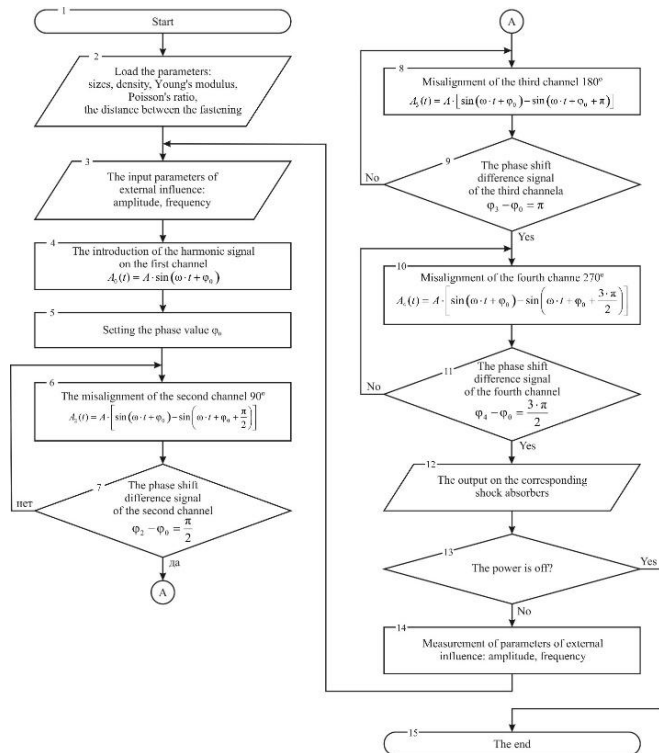 1
Start
2
Load the parameters:
sizes, density, Young's modulus,
Poisson's ratio,
the distance between the fastening
3
The input parameters
of external influence:
amplitude, frequency
4
The introduction of the harmonic signal
on the first channel
A₀(t) = A · sin(ω · t + φ₀)
5
Setting the phase value φ₀
6
The misalignment of the second channel 90º
A₂(t) = A · [sin(ω · t + φ₀) − sin(ω · t + φ₀ + π/2)]
7
The phase shift
difference signal
of the second channel
φ₂ − φ₀ = π/2
нет
да
A
A
8
Misalignment of the third channel 180º
A₃(t) = A · [sin(ω · t + φ₀) − sin(ω · t + φ₀ + π)]
9
The phase shift
difference signal
of the third channela
φ₃ − φ₀ = π
No
Yes
10
Misalignment of the fourth channe 270º
A₄(t) = A · [sin(ω · t + φ₀) − sin(ω · t + φ₀ + 3·π/2)]
11
The phase shift
difference signal
of the fourth channel
φ₄ − φ₀ = 3·π/2
No
Yes
12
The output on the corresponding
shock absorbers
13
The power is off?
Yes
No
14
Measurement of parameters of external
influence: amplitude, frequency
15
The end